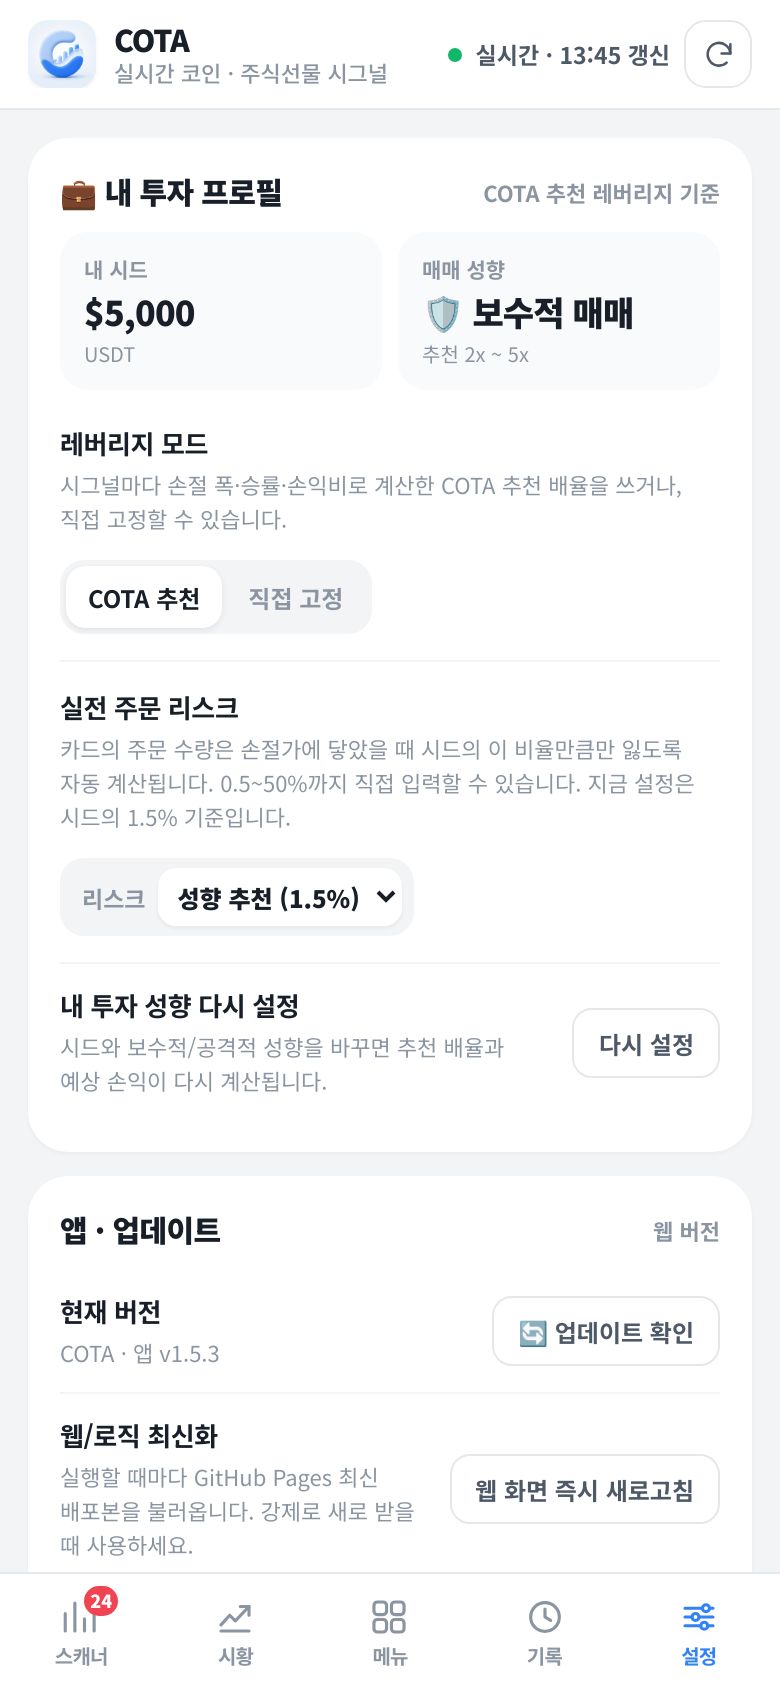 COTA
실시간 코인 · 주식선물 시그널
실시간 · 13:45 갱신
💼 내 투자 프로필
COTA 추천 레버리지 기준
내 시드
$5,000
USDT
매매 성향
🛡️ 보수적 매매
추천 2x ~ 5x
레버리지 모드
시그널마다 손절 폭·승률·손익비로 계산한 COTA 추천 배율을 쓰거나,
직접 고정할 수 있습니다.
COTA 추천
직접 고정
실전 주문 리스크
카드의 주문 수량은 손절가에 닿았을 때 시드의 이 비율만큼만 잃도록
자동 계산됩니다. 0.5~50%까지 직접 입력할 수 있습니다. 지금 설정은
시드의 1.5% 기준입니다.
리스크
성향 추천 (1.5%)
내 투자 성향 다시 설정
시드와 보수적/공격적 성향을 바꾸면 추천 배율과
예상 손익이 다시 계산됩니다.
다시 설정
앱 · 업데이트
웹 버전
현재 버전
COTA · 앱 v1.5.3
🔄 업데이트 확인
웹/로직 최신화
실행할 때마다 GitHub Pages 최신
배포본을 불러옵니다. 강제로 새로 받을
때 사용하세요.
웹 화면 즉시 새로고침
24
스캐너
시황
메뉴
기록
설정